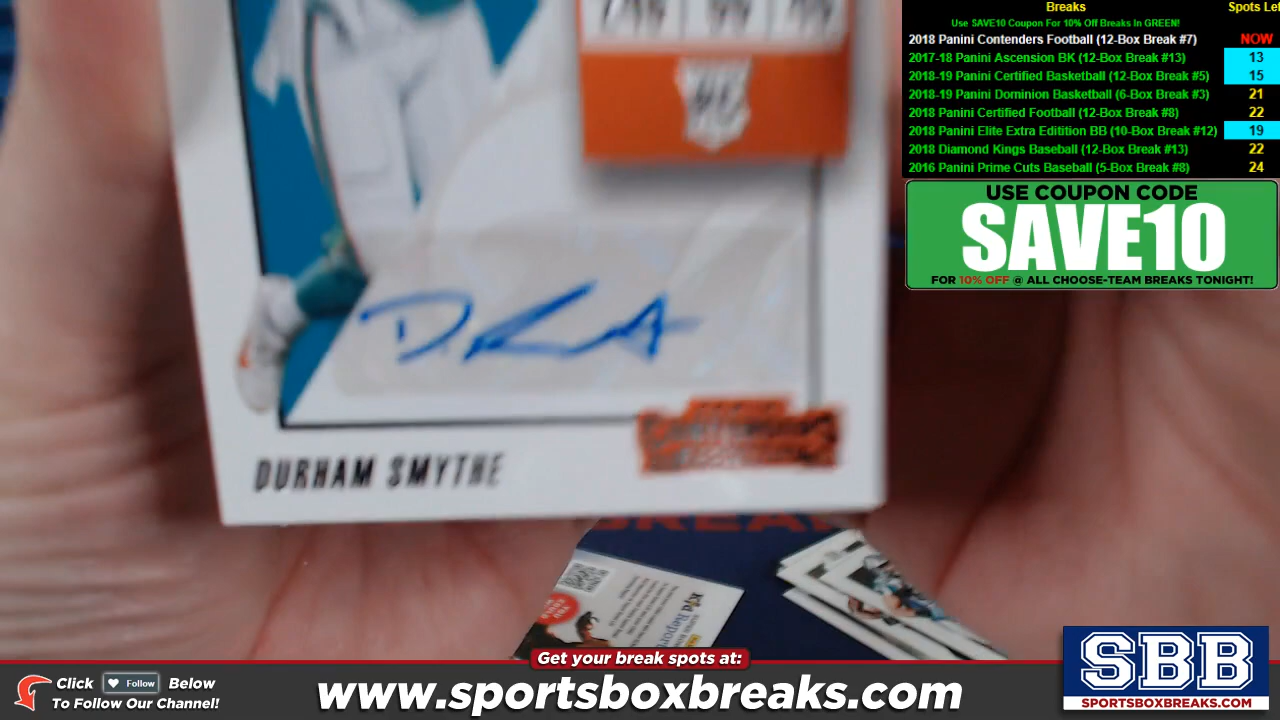 Breaks Spots Lef
Use SAVE10 Coupon For 10% Off Breaks In GREEN!
2018 Panini Contenders Football (12-Box Break #7) NOW
2017-18 Panini Ascension BK (12-Box Break #13) 13
2018-19 Panini Certified Basketball (12-Box Break #5) 15
2018-19 Panini Dominion Basketball (6-Box Break #3) 21
2018 Panini Certified Football (12-Box Break #8) 22
2018 Panini Elite Extra Edition BB (10-Box Break #12) 19
2018 Diamond Kings Baseball (12-Box Break #13) 22
2016 Panini Prime Cuts Baseball (5-Box Break #8) 24
USE COUPON CODE
SAVE10
FOR 10% OFF @ ALL CHOOSE-TEAM BREAKS TONIGHT!
DURHAM SMYTHE
Kid
Get your break spots at:
Click Follow Below
To Follow Our Channel!
www.sportsboxbreaks.com
SBB
SPORTSBOXBREAKS.COM